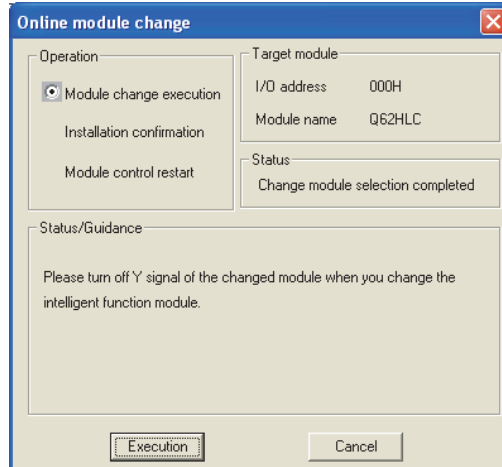 Online module change
Operation
Module change execution
Installation confirmation
Module control restart
Target module
I/O address 000H
Module name Q62HLC
Status
Change module selection completed
Status/Guidance
Please turn off Y signal of the changed module when you change the
intelligent function module.
Execution
Cancel